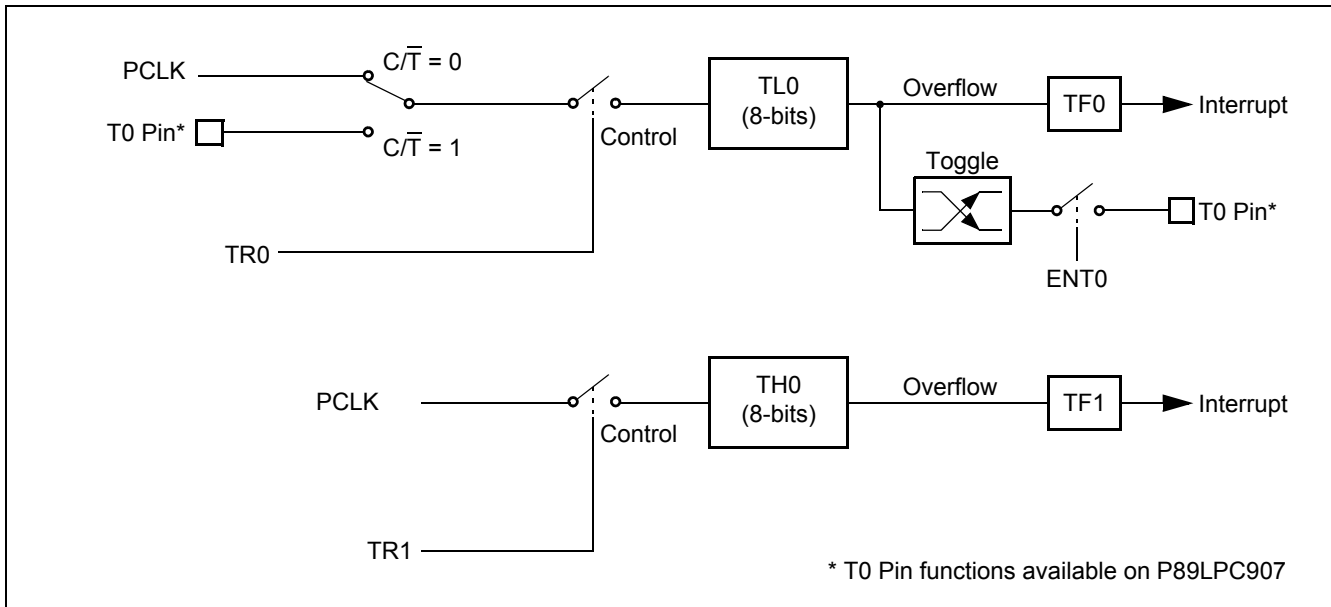 PCLK
C/T̅ = 0
T0 Pin*
C/T̅ = 1
Control
TR0
TL0
(8-bits)
Overflow
TF0
Interrupt
Toggle
T0 Pin*
ENT0
PCLK
Control
TR1
TH0
(8-bits)
Overflow
TF1
Interrupt
* T0 Pin functions available on P89LPC907